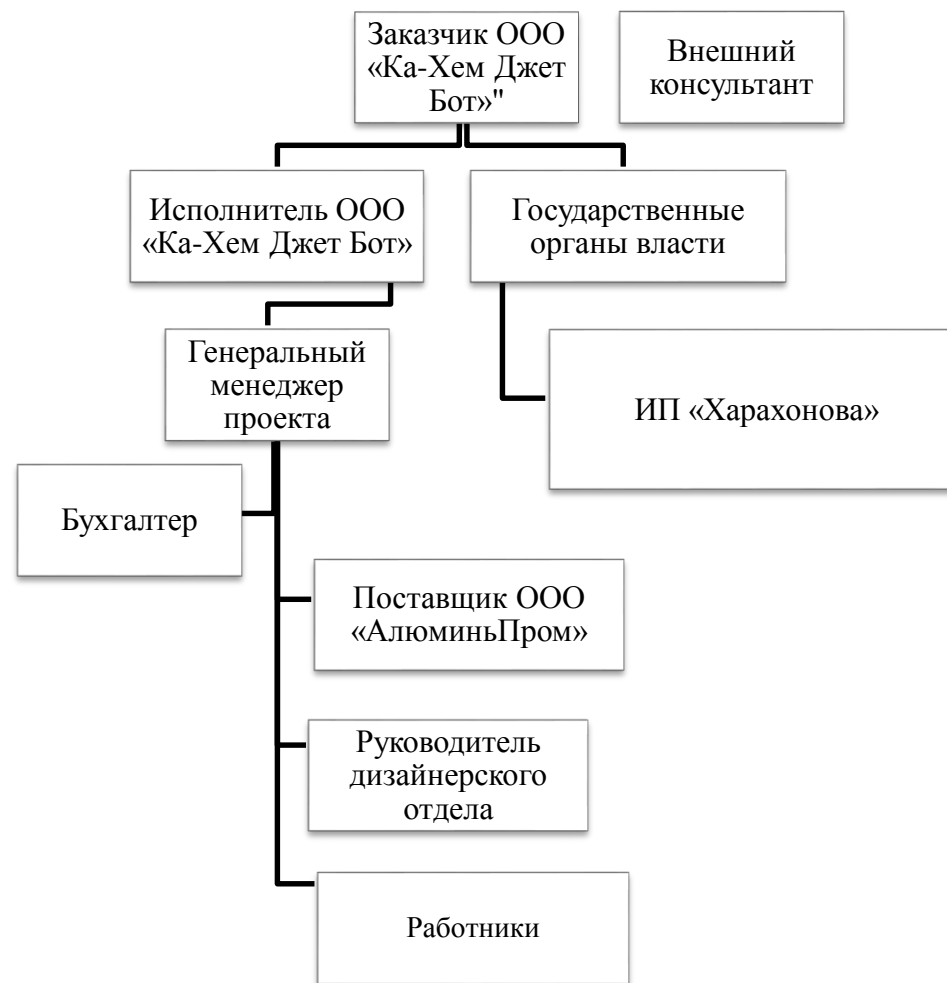 Заказчик ООО
«Ка-Хем Джет
Бот»"
Внешний
консультант
Исполнитель ООО
«Ка-Хем Джет Бот»
Государственные
органы власти
Генеральный
менеджер
проекта
ИП «Харахонова»
Бухгалтер
Поставщик ООО
«АлюминьПром»
Руководитель
дизайнерского
отдела
Работники